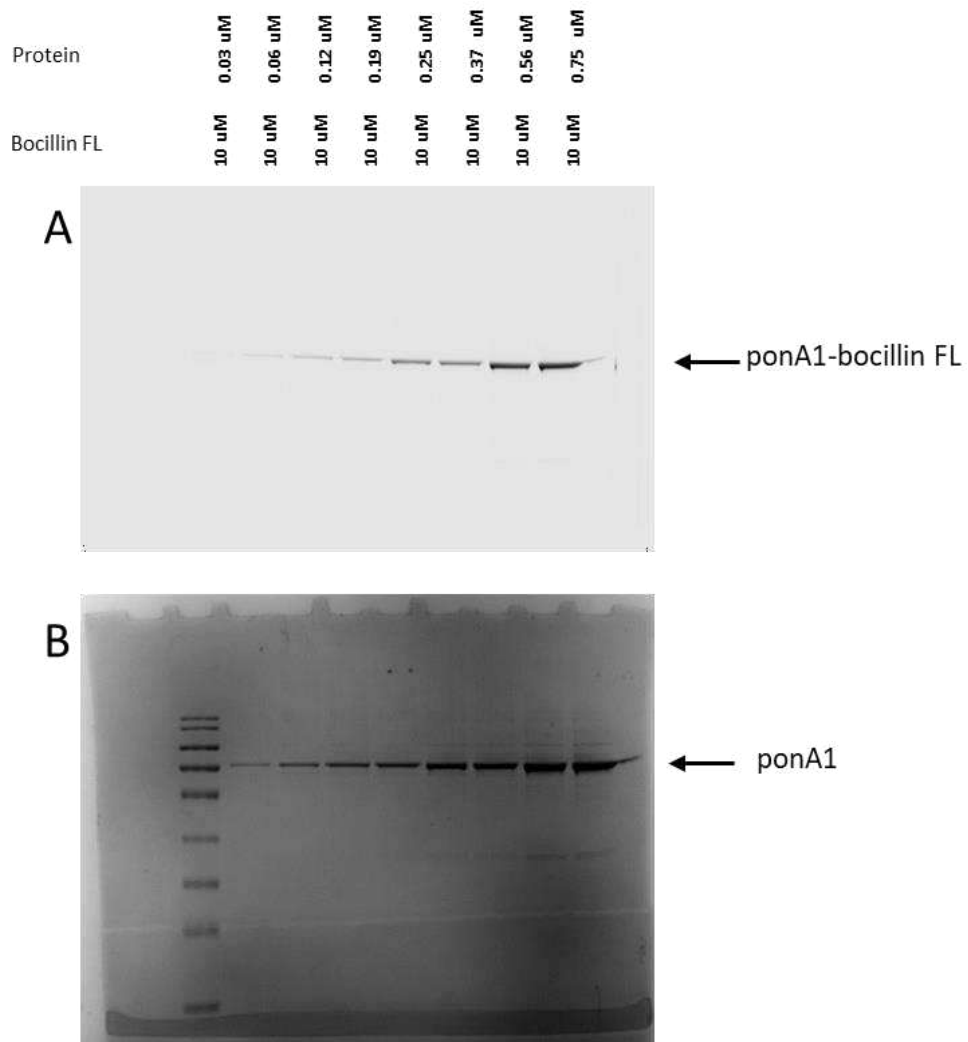 Protein 0.03 uM 0.06 uM 0.12 uM 0.19 uM 0.25 uM 0.37 uM 0.56 uM 0.75 uM
Bocillin FL 10 uM 10 uM 10 uM 10 uM 10 uM 10 uM 10 uM 10 uM
A
ponA1-bocillin FL
B
ponA1